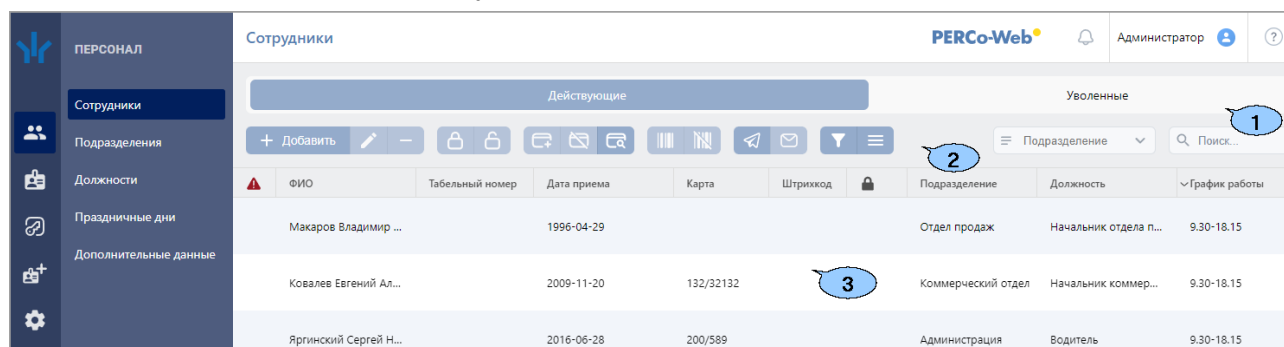 ПЕРСОНАЛ
Сотрудники
PERCo-Web
Администратор
?
Сотрудники
Подразделения
Должности
Праздничные дни
Дополнительные данные
Действующие
Уволенные
1
+ Добавить
Подразделение
Поиск...
2
ФИО
Табельный номер
Дата приема
Карта
Штрихкод
Подразделение
Должность
График работы
Макаров Владимир ...
1996-04-29
Отдел продаж
Начальник отдела п...
9.30-18.15
Ковалев Евгений Ал...
2009-11-20
132/32132
3
Коммерческий отдел
Начальник коммер...
9.30-18.15
Яргинский Сергей Н...
2016-06-28
200/589
Администрация
Водитель
9.30-18.15